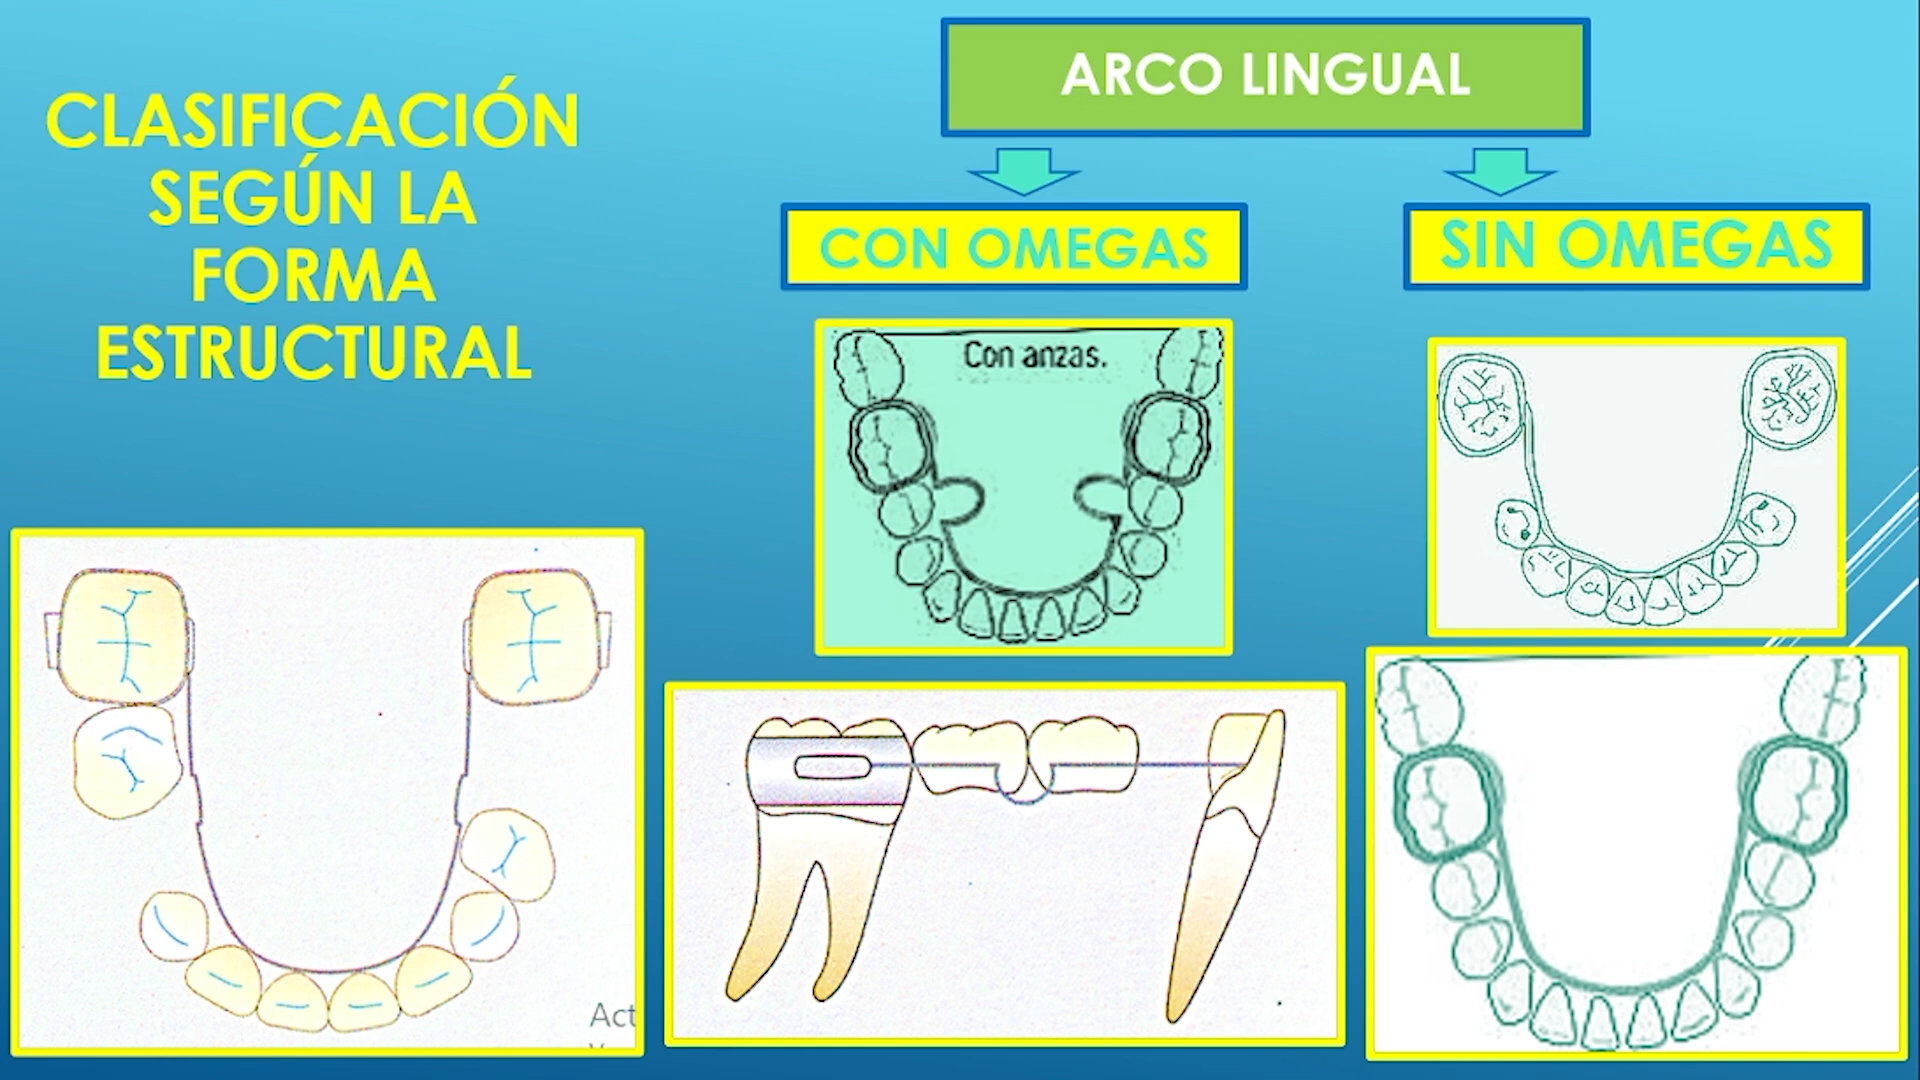 CLASIFICACIÓN
SEGÚN LA
FORMA
ESTRUCTURAL
ARCO LINGUAL
CON OMEGAS
SIN OMEGAS
Con anzas.
Act